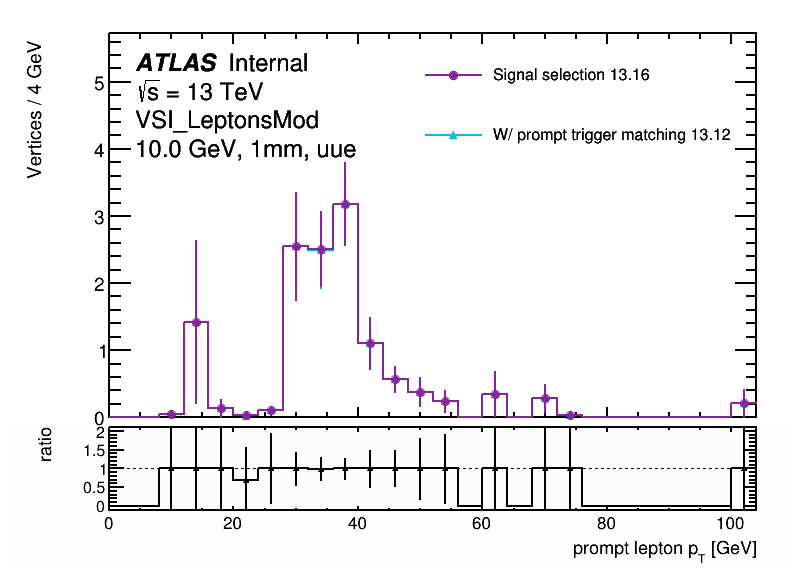 Vertices / 4 GeV
ATLAS Internal
√s = 13 TeV
VSI_LeptonsMod
10.0 GeV, 1mm, uue
Signal selection 13.16
W/ prompt trigger matching 13.12
5
4
3
2
1
0
ratio
2
1.5
1
0.5
0
0 20 40 60 80 100
prompt lepton p_T [GeV]